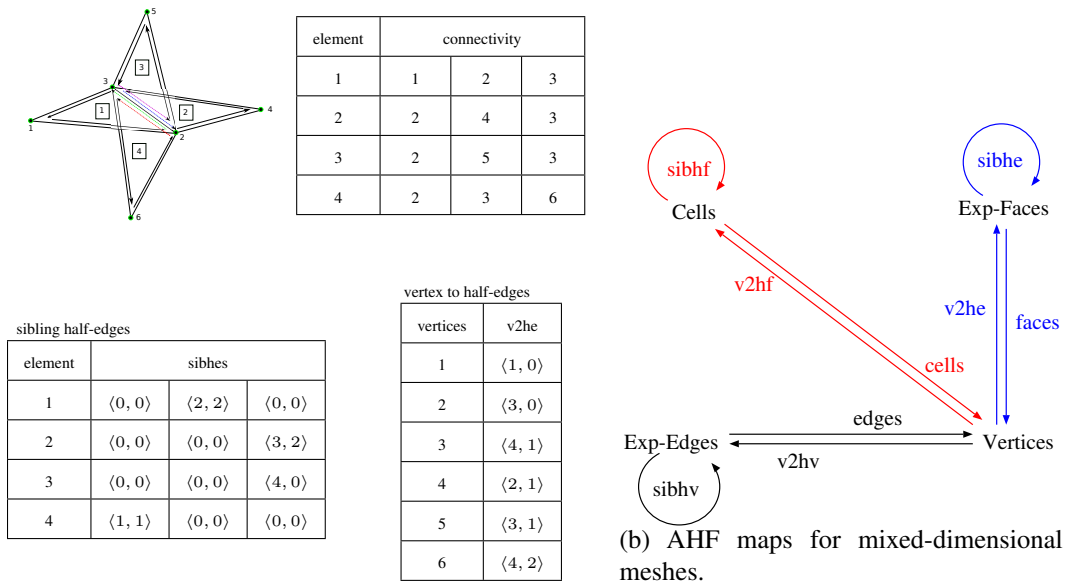 5
3
3
1
2
4
1
2
4
6
element connectivity
1 1 2 3
2 2 4 3
3 2 5 3
4 2 3 6
sibling half-edges
element sibhes
1 ⟨0, 0⟩ ⟨2, 2⟩ ⟨0, 0⟩
2 ⟨0, 0⟩ ⟨0, 0⟩ ⟨3, 2⟩
3 ⟨0, 0⟩ ⟨0, 0⟩ ⟨4, 0⟩
4 ⟨1, 1⟩ ⟨0, 0⟩ ⟨0, 0⟩
vertex to half-edges
vertices v2he
1 ⟨1, 0⟩
2 ⟨3, 0⟩
3 ⟨4, 1⟩
4 ⟨2, 1⟩
5 ⟨3, 1⟩
6 ⟨4, 2⟩
sibhf
Cells
sibhe
Exp-Faces
v2hf
cells
v2he
faces
edges
Exp-Edges
Vertices
v2hv
sibhv
(b) AHF maps for mixed-dimensional
meshes.